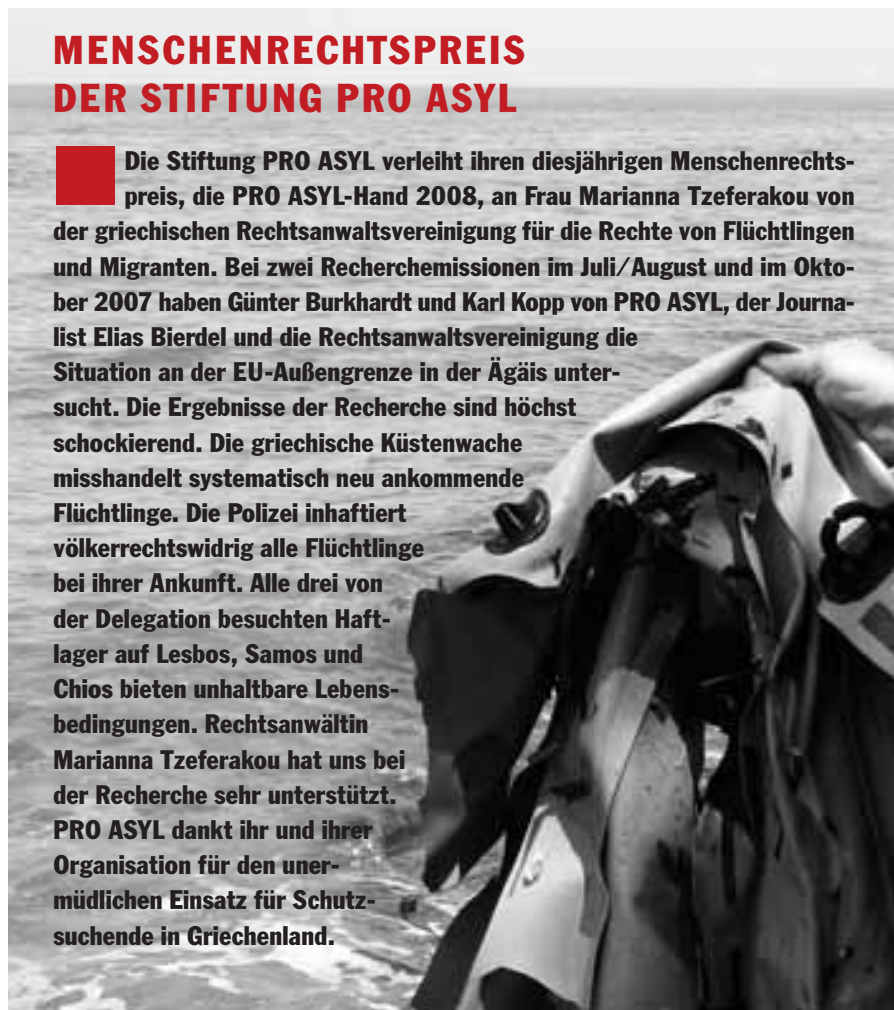 MENSCHENRECHTSPREIS
DER STIFTUNG PRO ASYL
Die Stiftung PRO ASYL verleiht ihren diesjährigen Menschenrechts-
preis, die PRO ASYL-Hand 2008, an Frau Marianna Tzeferakou von
der griechischen Rechtsanwaltsvereinigung für die Rechte von Flüchtlingen
und Migranten. Bei zwei Recherchemissionen im Juli/August und im Okto-
ber 2007 haben Günter Burkhardt und Karl Kopp von PRO ASYL, der Journa-
list Elias Bierdel und die Rechtsanwaltsvereinigung die
Situation an der EU-Außengrenze in der Ägäis unter-
sucht. Die Ergebnisse der Recherche sind höchst
schockierend. Die griechische Küstenwache
misshandelt systematisch neu ankommende
Flüchtlinge. Die Polizei inhaftiert
völkerrechtswidrig alle Flüchtlinge
bei ihrer Ankunft. Alle drei von
der Delegation besuchten Haft-
lager auf Lesbos, Samos und
Chios bieten unhaltbare Lebens-
bedingungen. Rechtsanwältin
Marianna Tzeferakou hat uns bei
der Recherche sehr unterstützt.
PRO ASYL dankt ihr und ihrer
Organisation für den uner-
müdlichen Einsatz für Schutz-
suchende in Griechenland.